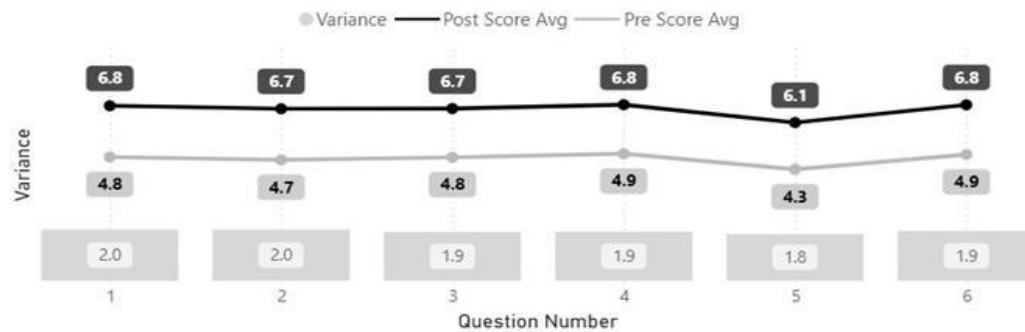 Variance Post Score Avg Pre Score Avg
6.8 6.7 6.7 6.8 6.1 6.8
4.8 4.7 4.8 4.9 4.3 4.9
Variance
2.0 2.0 1.9 1.9 1.8 1.9
1 2 3 4 5 6
Question Number